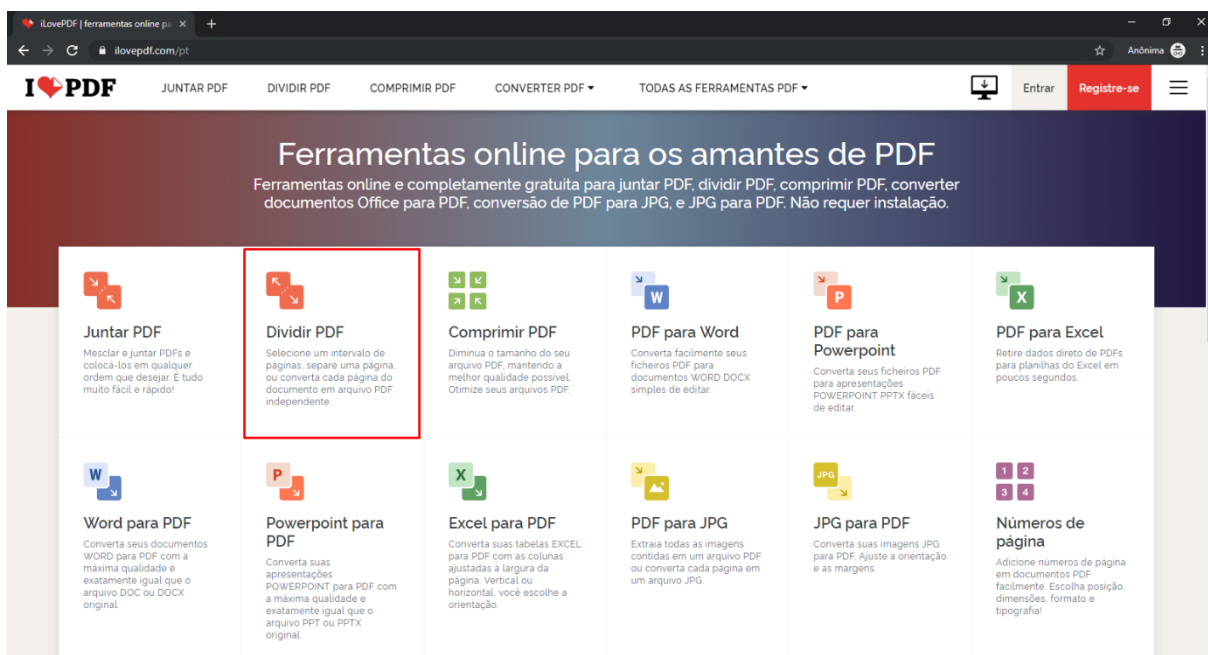 iLovePDF | ferramentas online pa
ilovepdf.com/pt
Anônima
I PDF
JUNTAR PDF
DIVIDIR PDF
COMPRIMIR PDF
CONVERTER PDF
TODAS AS FERRAMENTAS PDF
Entrar
Registre-se
Ferramentas online para os amantes de PDF
Ferramentas online e completamente gratuita para juntar PDF, dividir PDF, comprimir PDF, converter
documentos Office para PDF, conversão de PDF para JPG, e JPG para PDF. Não requer instalação.
Juntar PDF
Mesclar e juntar PDFs e
colocá-los em qualquer
ordem que desejar. É tudo
muito fácil e rápido!
Dividir PDF
Selecione um intervalo de
páginas, separe uma página,
ou converta cada página do
documento em arquivo PDF
independente.
Comprimir PDF
Diminua o tamanho do seu
arquivo PDF, mantendo a
melhor qualidade possivel.
Otimize seus arquivos PDF.
W
PDF para Word
Converta facilmente seus
ficheiros PDF para
documentos WORD DOCX
simples de editar.
P
PDF para
Powerpoint
Converta seus ficheiros PDF
para apresentações
POWERPOINT PPTX fáceis
de editar.
X
PDF para Excel
Retire dados direto de PDFs
para planilhas do Excel em
poucos segundos.
W
Word para PDF
Converta seus documentos
WORD para PDF com a
máxima qualidade e
exatamente igual que o
arquivo DOC ou DOCX
original.
P
Powerpoint para
PDF
Converta suas
apresentações
POWERPOINT para PDF com
a máxima qualidade e
exatamente igual que o
arquivo PPT ou PPTX
original.
X
Excel para PDF
Converta suas tabelas EXCEL
para PDF com as colunas
ajustadas à largura da
página. Vertical ou
horizontal, você escolhe a
orientação.
PDF para JPG
Extraia todas as imagens
contidas em um arquivo PDF
ou converta cada página em
um arquivo JPG.
JPG
JPG para PDF
Converta suas imagens JPG
para PDF. Ajuste a orientação
e as margens.
1 2
3 4
Números de
página
Adicione números de página
em documentos PDF
facilmente. Escolha posição,
dimensões, formato e
tipografia!